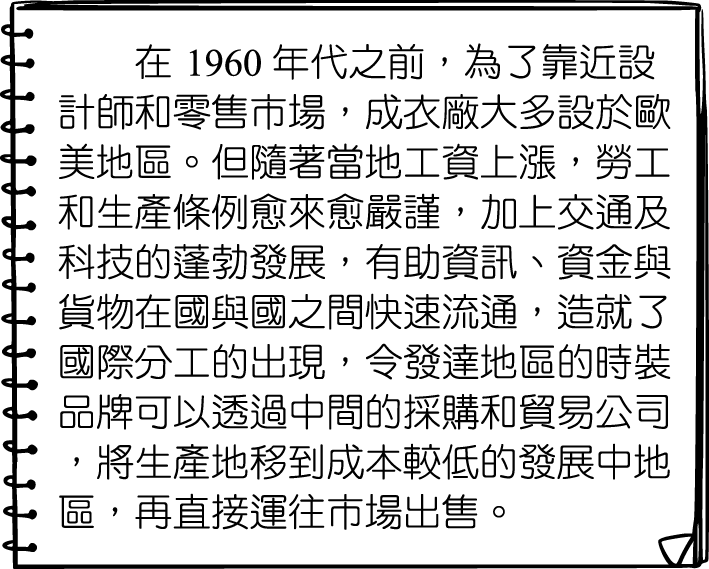 在 1960 年代之前，為了靠近設
計師和零售市場，成衣廠大多設於歐
美地區。但隨著當地工資上漲，勞工
和生產條例愈來愈嚴謹，加上交通及
科技的蓬勃發展，有助資訊、資金與
貨物在國與國之間快速流通，造就了
國際分工的出現，令發達地區的時裝
品牌可以透過中間的採購和貿易公司
，將生產地移到成本較低的發展中地
區，再直接運往市場出售。